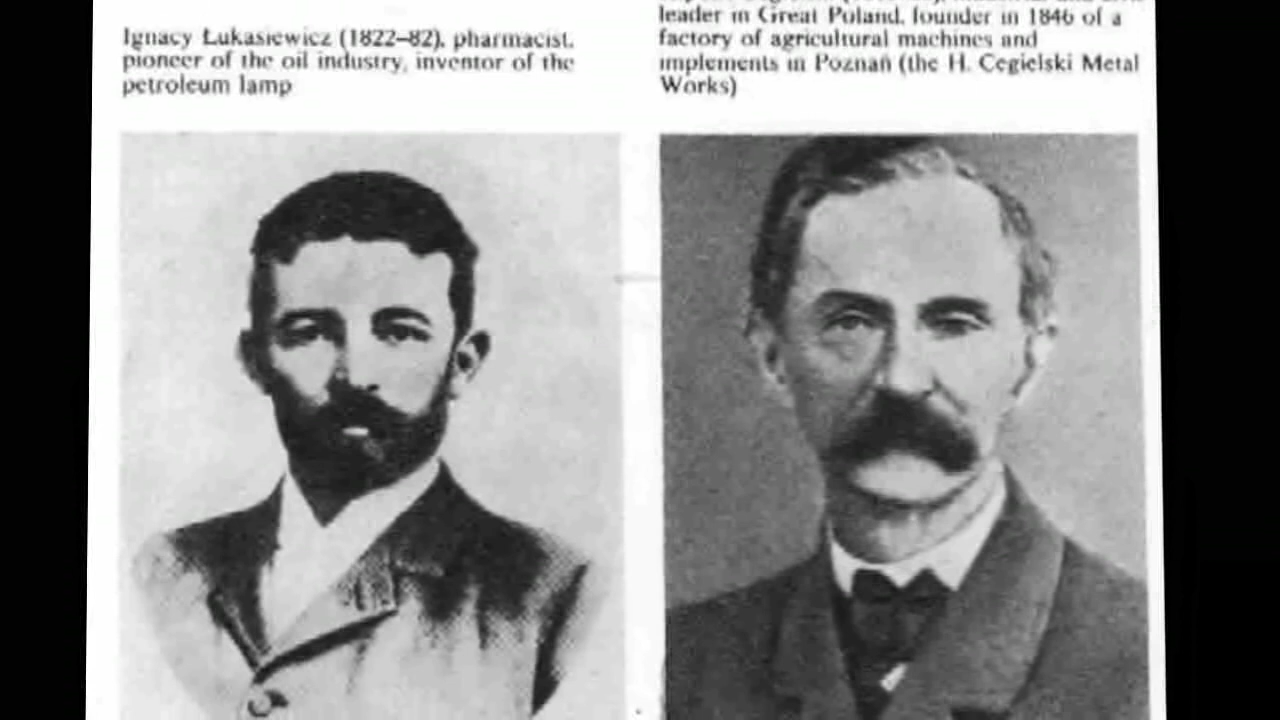 Ignacy Łukasiewicz (1822–82), pharmacist,
pioneer of the oil industry, inventor of the
petroleum lamp
leader in Great Poland, founder in 1846 of a
factory of agricultural machines and
implements in Poznań (the H. Cegielski Metal
Works)